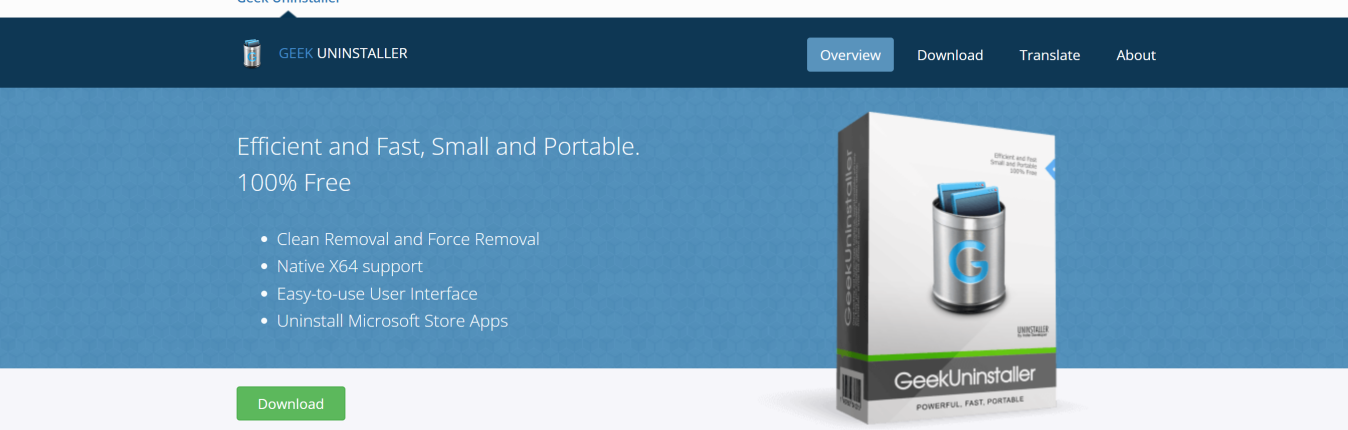 Geek Uninstaller
GEEK UNINSTALLER
Overview
Download
Translate
About
Efficient and Fast, Small and Portable.
100% Free
Clean Removal and Force Removal
Native X64 support
Easy-to-use User Interface
Uninstall Microsoft Store Apps
Download
Efficient and Fast
Small and Portable
100% Free
GeekUninstaller
G
UNINSTALLER
GeekUninstaller
POWERFUL, FAST, PORTABLE